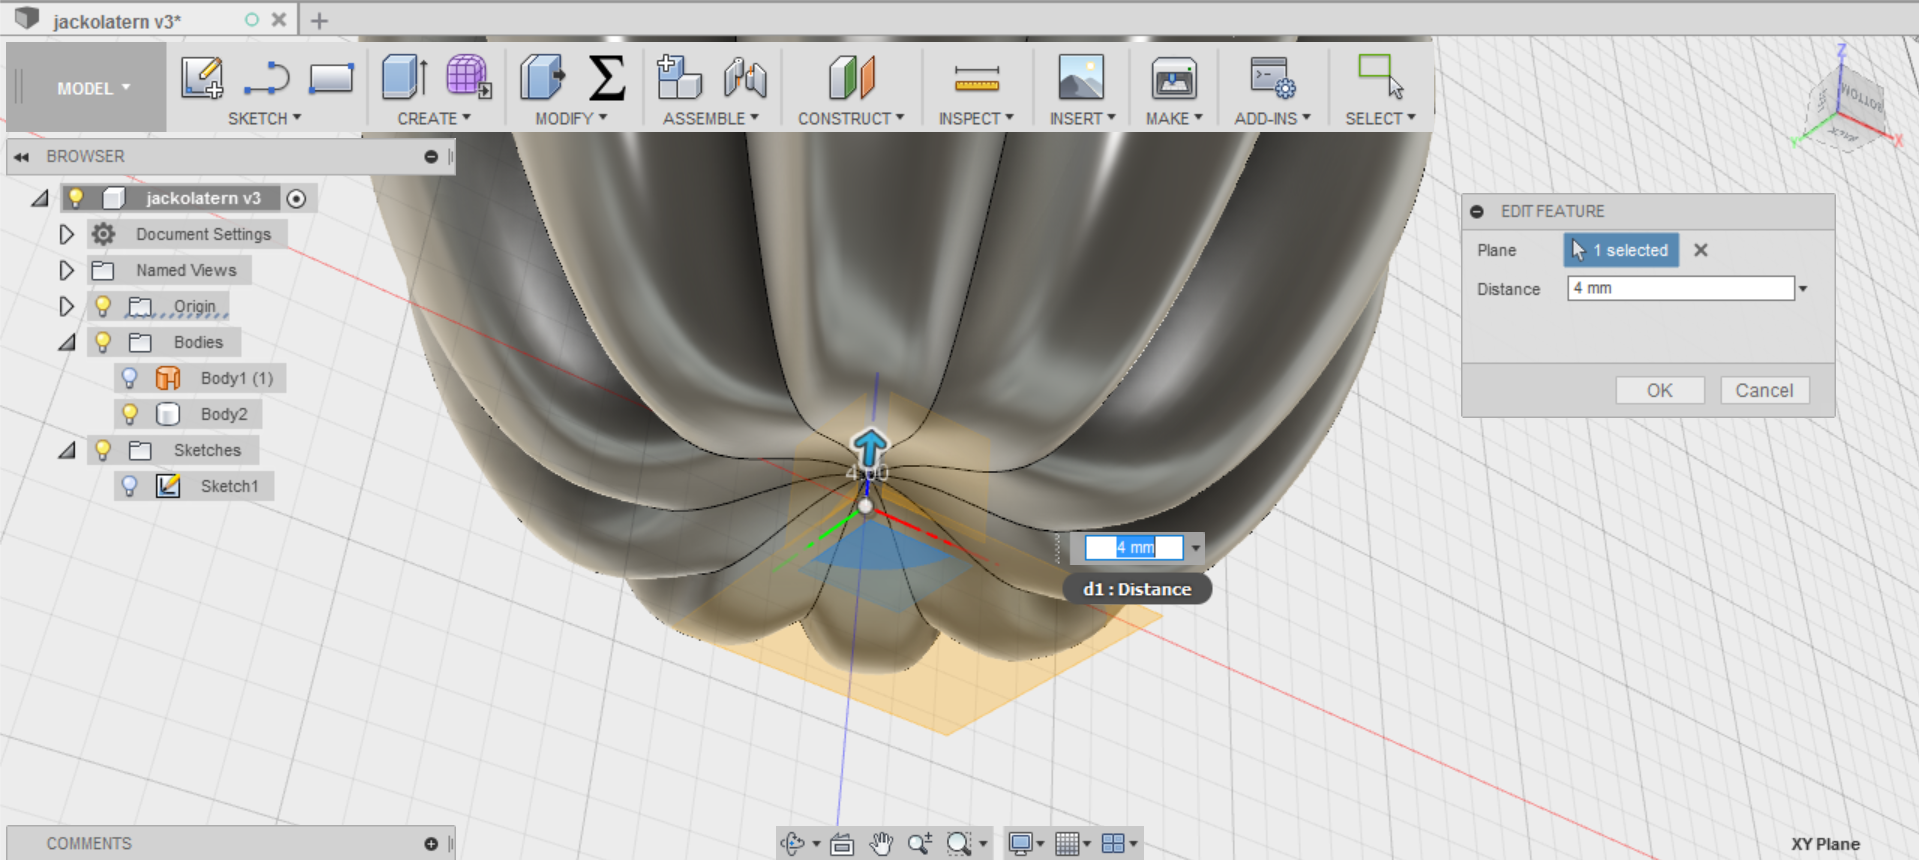 jackolatern v3*
MODEL
SKETCH
CREATE
MODIFY
ASSEMBLE
CONSTRUCT
INSPECT
INSERT
MAKE
ADD-INS
SELECT
Z
BOTTOM
BACK
X
Y
BROWSER
jackolatern v3
Document Settings
Named Views
Origin
Bodies
Body1 (1)
Body2
Sketches
Sketch1
EDIT FEATURE
Plane 1 selected
Distance 4 mm
OK Cancel
4.00
4 mm
d1 : Distance
COMMENTS
XY Plane